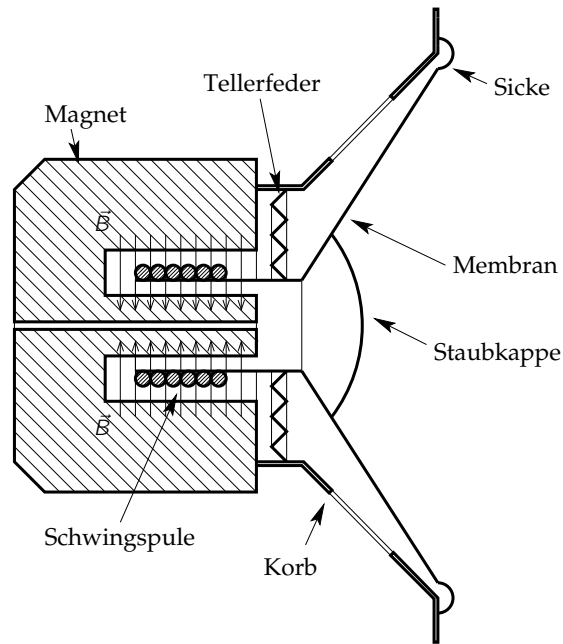 Tellerfeder
Sicke
Magnet
B
Membran
Staubkappe
B
Schwingspule
Korb